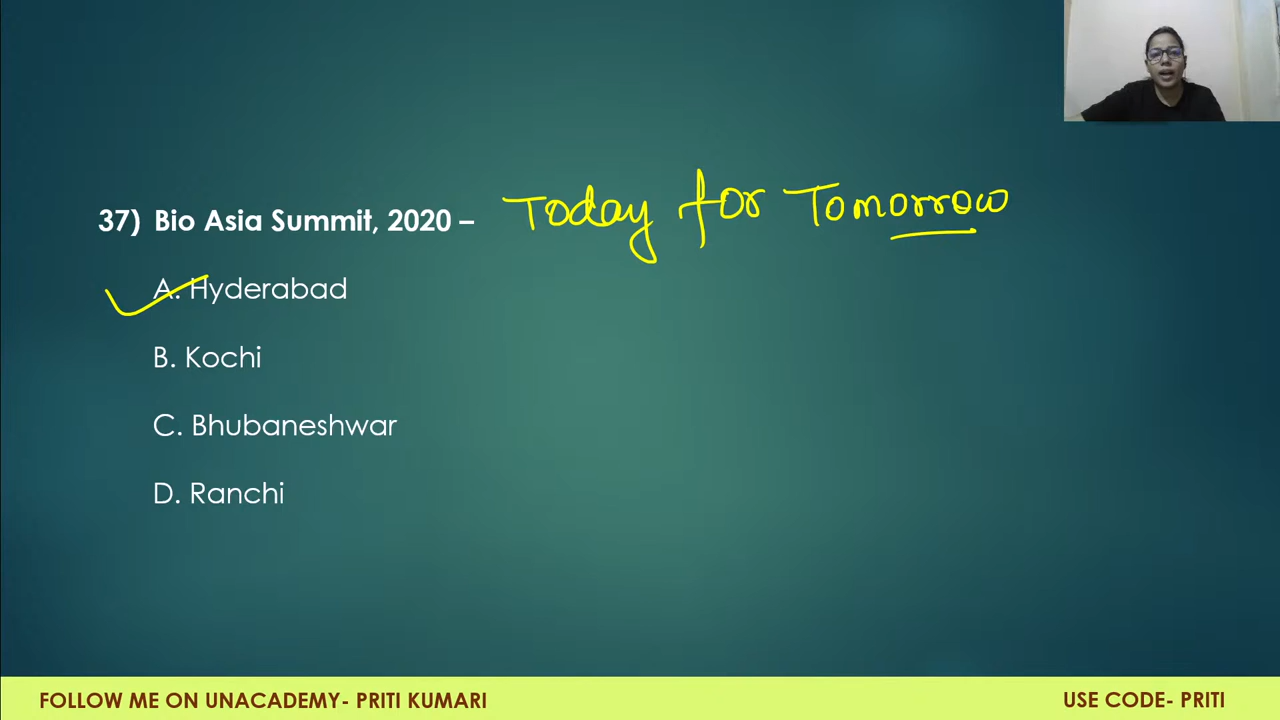 37) Bio Asia Summit, 2020 – Today for Tomorrow
A. Hyderabad
B. Kochi
C. Bhubaneshwar
D. Ranchi
FOLLOW ME ON UNACADEMY- PRITI KUMARI USE CODE- PRITI